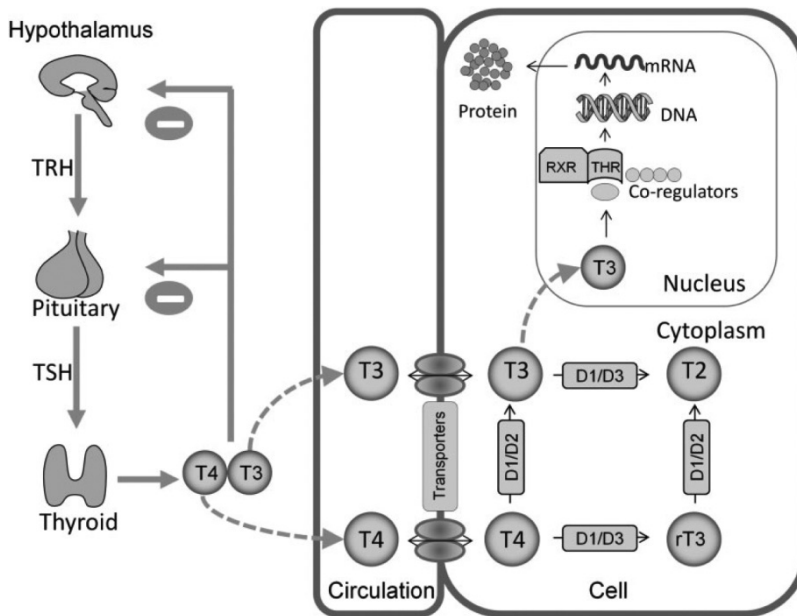 Hypothalamus
TRH
Pituitary
TSH
Thyroid
T4
T3
T3
T4
Circulation
Transporters
Protein
mRNA
DNA
RXR
THR
Co-regulators
T3
Nucleus
Cytoplasm
T3
D1/D3
T2
D1/D2
D1/D2
T4
D1/D3
rT3
Cell